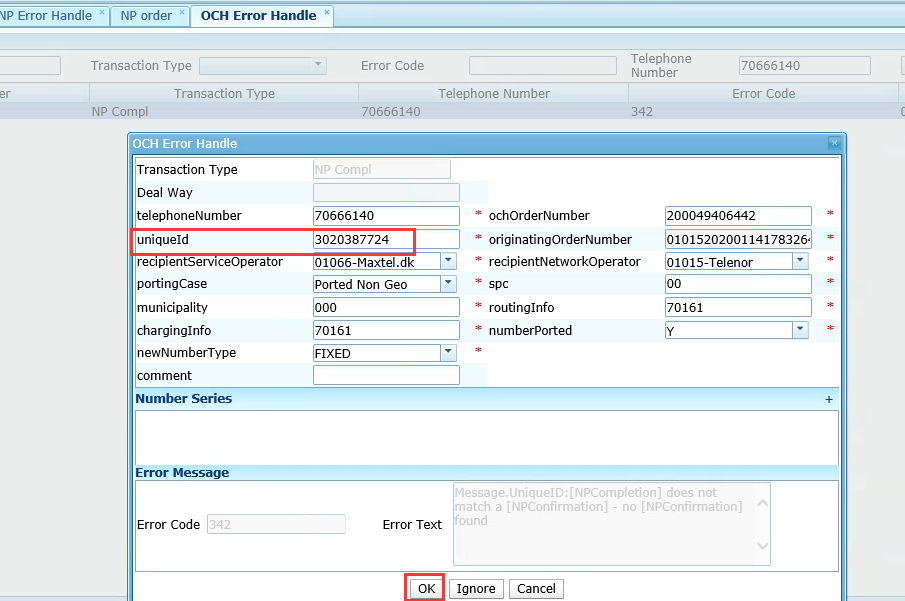 NP Error Handle × NP order × OCH Error Handle ×
Transaction Type Error Code Telephone Number 70666140
er Transaction Type Telephone Number Error Code
NP Compl 70666140 342
OCH Error Handle
Transaction Type NP Compl
Deal Way
telephoneNumber 70666140 * ochOrderNumber 200049406442 *
uniqueId 3020387724 * originatingOrderNumber 0101520200114178326 *
recipientServiceOperator 01066-Maxtel.dk * recipientNetworkOperator 01015-Telenor *
portingCase Ported Non Geo * spc 00 *
municipality 000 * routingInfo 70161 *
chargingInfo 70161 * numberPorted Y *
newNumberType FIXED *
comment
Number Series +
Error Message
Error Code 342 Error Text
Message.UniqueID:[NPCompletion] does not
match a [NPConfirmation] - no [NPConfirmation]
found
OK Ignore Cancel